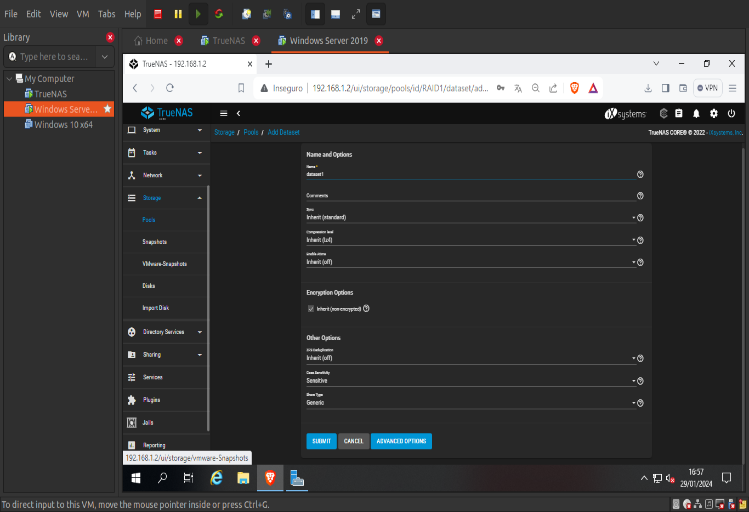 File Edit View VM Tabs Help
Library
Type here to sea...
My Computer
TrueNAS
Windows Serve...
Windows 10 x64
Home TrueNAS Windows Server 2019
TrueNAS - 192.168.1.2
Inseguro 192.168.1.2/ui/storage/pools/id/RAID1/dataset/ad... VPN
TrueNAS
CORE
iXsystems
Storage / Pools / Add Dataset
TrueNAS CORE® © 2022 - iXsystems, Inc.
System
Tasks
Network
Storage
Pools
Snapshots
VMware-Snapshots
Disks
Import Disk
Directory Services
Sharing
Services
Plugins
Jails
Reporting
Name and Options
Name *
dataset1
Comments
Sync
Inherit (standard)
Compression level
Inherit (lz4)
Enable Atime
Inherit (off)
Encryption Options
Inherit (non-encrypted)
Other Options
ZFS Deduplication
Inherit (off)
Case Sensitivity
Sensitive
Share Type
Generic
SUBMIT CANCEL ADVANCED OPTIONS
192.168.1.2/ui/storage/vmware-Snapshots
16:57
29/01/2024
To direct input to this VM, move the mouse pointer inside or press Ctrl+G.